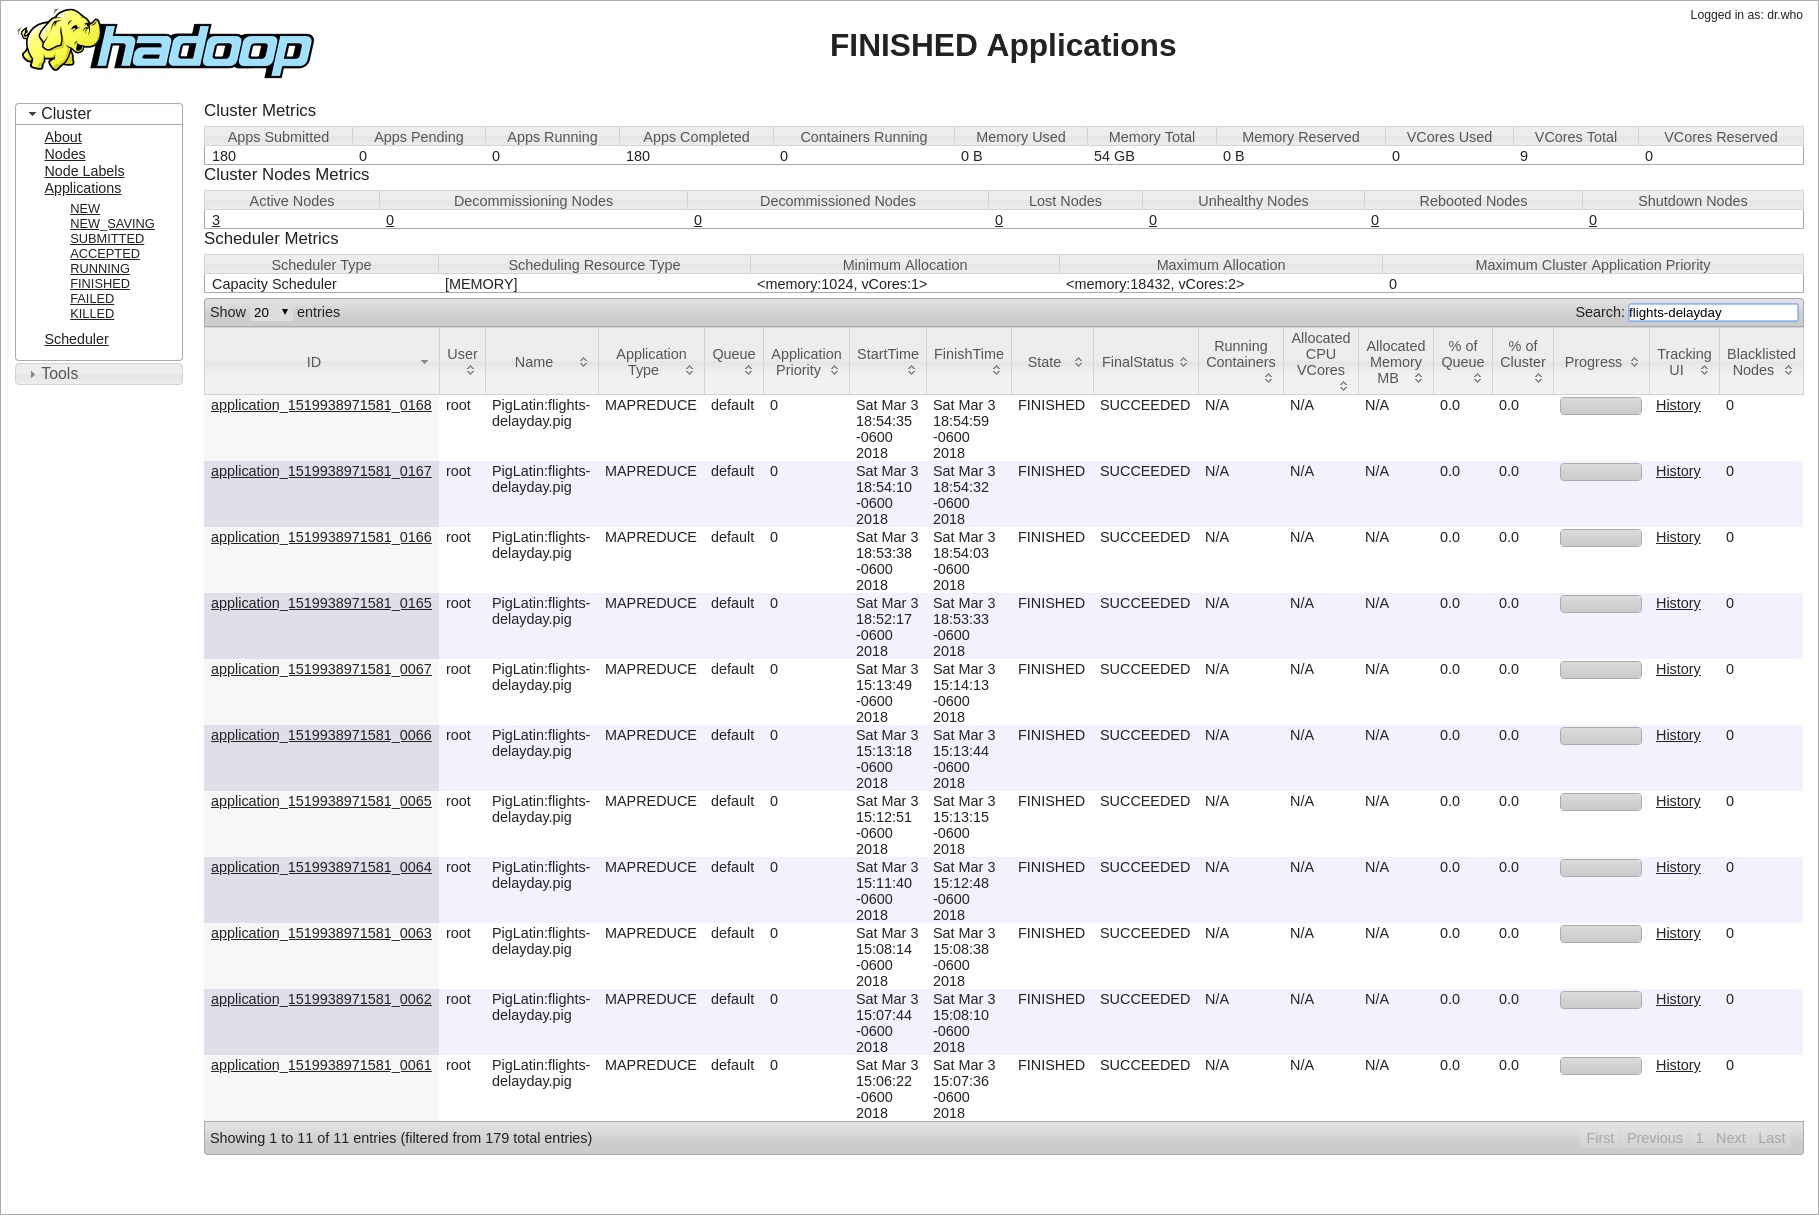 Logged in as: dr.who
hadoop
FINISHED Applications
Cluster
About
Nodes
Node Labels
Applications
NEW
NEW_SAVING
SUBMITTED
ACCEPTED
RUNNING
FINISHED
FAILED
KILLED
Scheduler
Tools
Cluster Metrics
Apps Submitted Apps Pending Apps Running Apps Completed Containers Running Memory Used Memory Total Memory Reserved VCores Used VCores Total VCores Reserved
180 0 0 180 0 0 B 54 GB 0 B 0 9 0
Cluster Nodes Metrics
Active Nodes Decommissioning Nodes Decommissioned Nodes Lost Nodes Unhealthy Nodes Rebooted Nodes Shutdown Nodes
3 0 0 0 0 0 0
Scheduler Metrics
Scheduler Type Scheduling Resource Type Minimum Allocation Maximum Allocation Maximum Cluster Application Priority
Capacity Scheduler [MEMORY] <memory:1024, vCores:1> <memory:18432, vCores:2> 0
Show 20 entries Search: flights-delayday
ID User Name Application Type Queue Application Priority StartTime FinishTime State FinalStatus Running Containers Allocated CPU VCores Allocated Memory MB % of Queue % of Cluster Progress Tracking UI Blacklisted Nodes
application_1519938971581_0168 root PigLatin:flights-delayday.pig MAPREDUCE default 0 Sat Mar 3 18:54:35 -0600 2018 Sat Mar 3 18:54:59 -0600 2018 FINISHED SUCCEEDED N/A N/A N/A 0.0 0.0 History 0
application_1519938971581_0167 root PigLatin:flights-delayday.pig MAPREDUCE default 0 Sat Mar 3 18:54:10 -0600 2018 Sat Mar 3 18:54:32 -0600 2018 FINISHED SUCCEEDED N/A N/A N/A 0.0 0.0 History 0
application_1519938971581_0166 root PigLatin:flights-delayday.pig MAPREDUCE default 0 Sat Mar 3 18:53:38 -0600 2018 Sat Mar 3 18:54:03 -0600 2018 FINISHED SUCCEEDED N/A N/A N/A 0.0 0.0 History 0
application_1519938971581_0165 root PigLatin:flights-delayday.pig MAPREDUCE default 0 Sat Mar 3 18:52:17 -0600 2018 Sat Mar 3 18:53:33 -0600 2018 FINISHED SUCCEEDED N/A N/A N/A 0.0 0.0 History 0
application_1519938971581_0067 root PigLatin:flights-delayday.pig MAPREDUCE default 0 Sat Mar 3 15:13:49 -0600 2018 Sat Mar 3 15:14:13 -0600 2018 FINISHED SUCCEEDED N/A N/A N/A 0.0 0.0 History 0
application_1519938971581_0066 root PigLatin:flights-delayday.pig MAPREDUCE default 0 Sat Mar 3 15:13:18 -0600 2018 Sat Mar 3 15:13:44 -0600 2018 FINISHED SUCCEEDED N/A N/A N/A 0.0 0.0 History 0
application_1519938971581_0065 root PigLatin:flights-delayday.pig MAPREDUCE default 0 Sat Mar 3 15:12:51 -0600 2018 Sat Mar 3 15:13:15 -0600 2018 FINISHED SUCCEEDED N/A N/A N/A 0.0 0.0 History 0
application_1519938971581_0064 root PigLatin:flights-delayday.pig MAPREDUCE default 0 Sat Mar 3 15:11:40 -0600 2018 Sat Mar 3 15:12:48 -0600 2018 FINISHED SUCCEEDED N/A N/A N/A 0.0 0.0 History 0
application_1519938971581_0063 root PigLatin:flights-delayday.pig MAPREDUCE default 0 Sat Mar 3 15:08:14 -0600 2018 Sat Mar 3 15:08:38 -0600 2018 FINISHED SUCCEEDED N/A N/A N/A 0.0 0.0 History 0
application_1519938971581_0062 root PigLatin:flights-delayday.pig MAPREDUCE default 0 Sat Mar 3 15:07:44 -0600 2018 Sat Mar 3 15:08:10 -0600 2018 FINISHED SUCCEEDED N/A N/A N/A 0.0 0.0 History 0
application_1519938971581_0061 root PigLatin:flights-delayday.pig MAPREDUCE default 0 Sat Mar 3 15:06:22 -0600 2018 Sat Mar 3 15:07:36 -0600 2018 FINISHED SUCCEEDED N/A N/A N/A 0.0 0.0 History 0
Showing 1 to 11 of 11 entries (filtered from 179 total entries) First Previous 1 Next Last